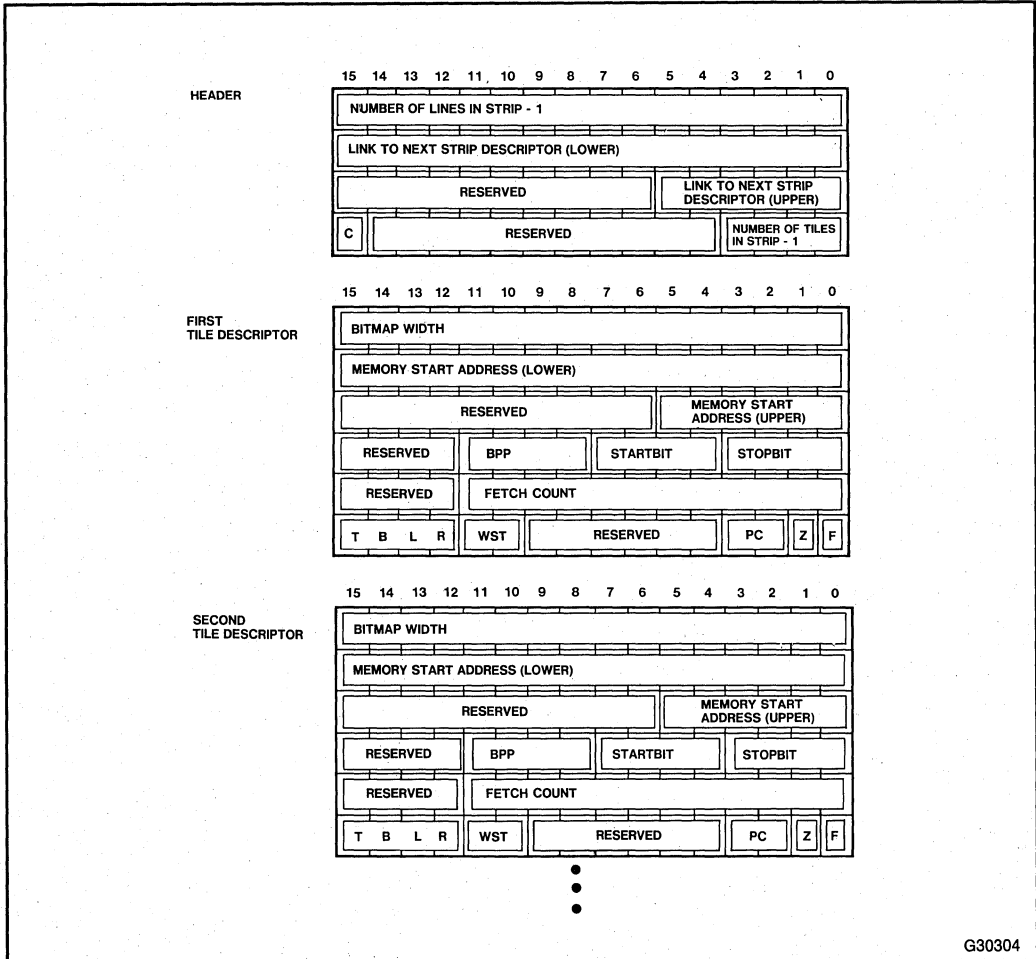 15 14 13 12 11 10 9 8 7 6 5 4 3 2 1 0
HEADER
NUMBER OF LINES IN STRIP - 1
LINK TO NEXT STRIP DESCRIPTOR (LOWER)
RESERVED LINK TO NEXT STRIP
DESCRIPTOR (UPPER)
C RESERVED NUMBER OF TILES
IN STRIP - 1
15 14 13 12 11 10 9 8 7 6 5 4 3 2 1 0
FIRST
TILE DESCRIPTOR
BITMAP WIDTH
MEMORY START ADDRESS (LOWER)
RESERVED MEMORY START
ADDRESS (UPPER)
RESERVED BPP STARTBIT STOPBIT
RESERVED FETCH COUNT
T B L R WST RESERVED PC Z F
15 14 13 12 11 10 9 8 7 6 5 4 3 2 1 0
SECOND
TILE DESCRIPTOR
BITMAP WIDTH
MEMORY START ADDRESS (LOWER)
RESERVED MEMORY START
ADDRESS (UPPER)
RESERVED BPP STARTBIT STOPBIT
RESERVED FETCH COUNT
T B L R WST RESERVED PC Z F
G30304